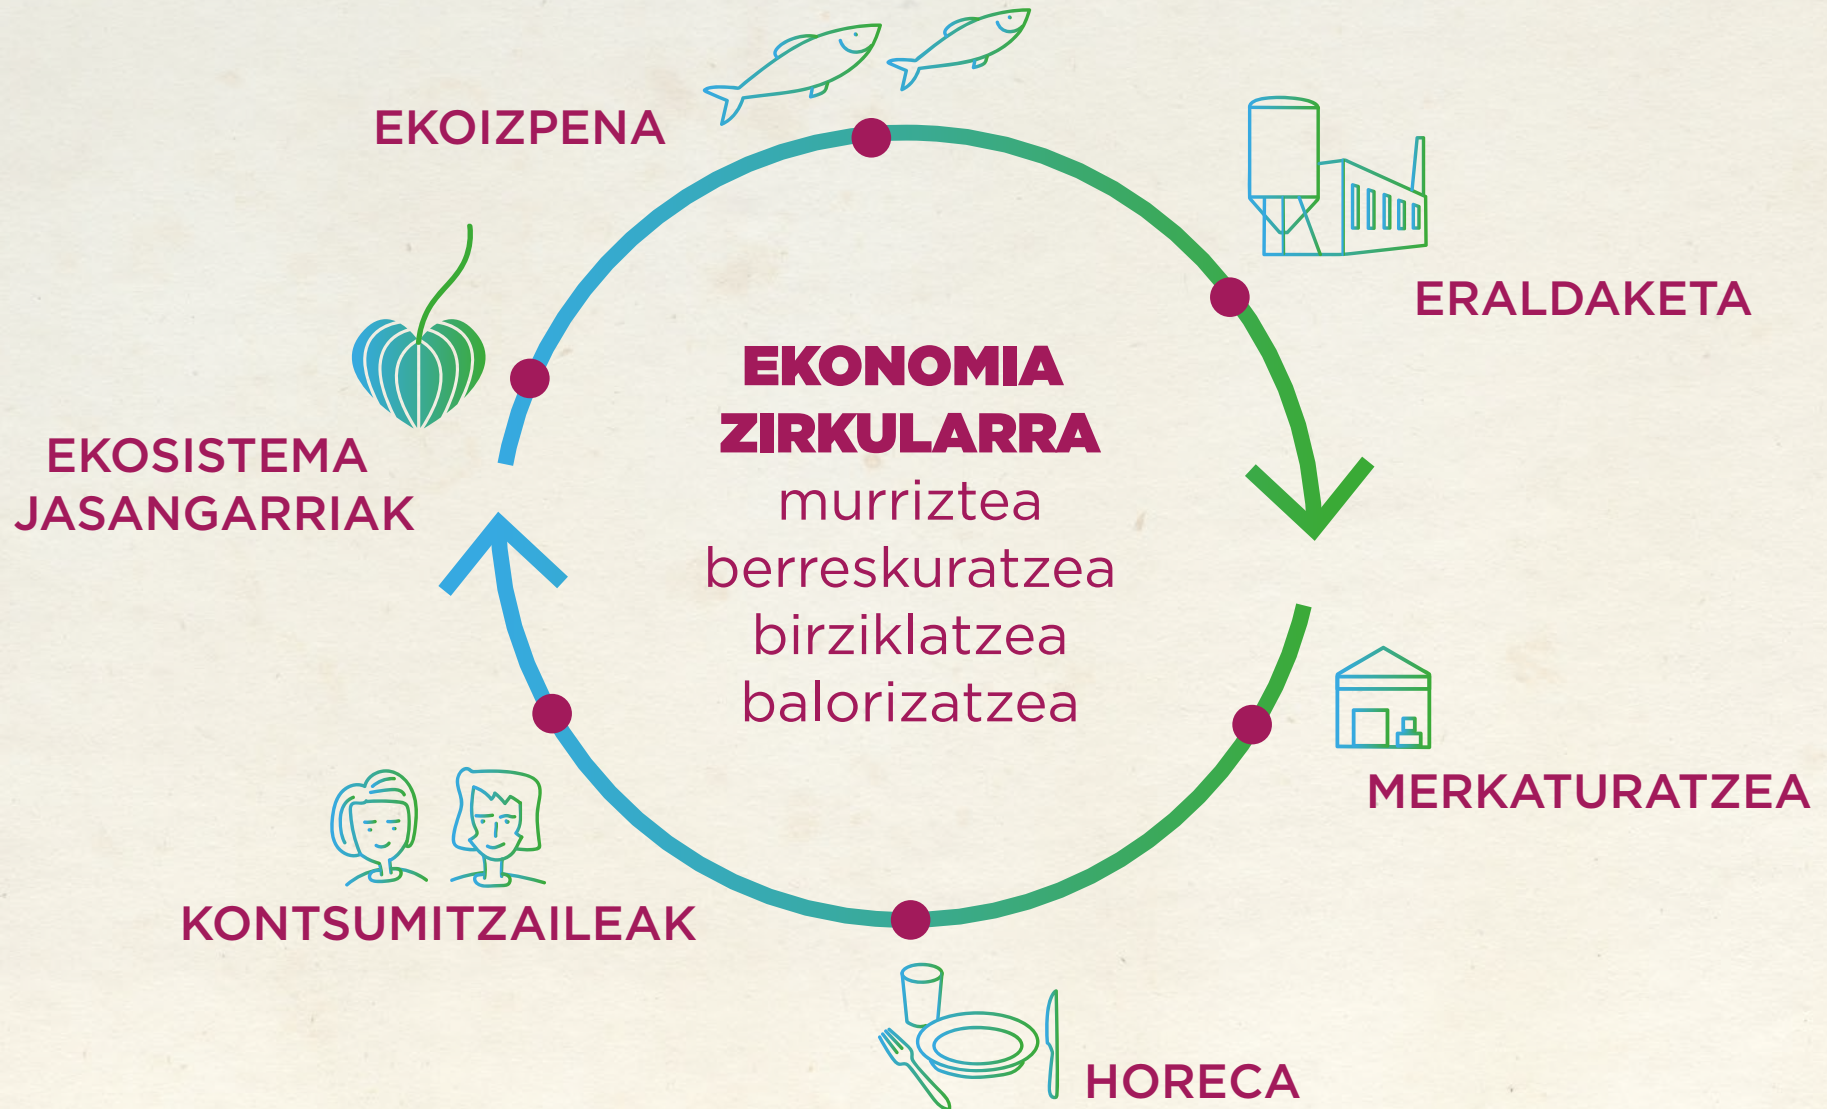 EKOIZPENA
ERALDAKETA
EKONOMIA
ZIRKULARRA
murriztea
berreskuratzea
birziklatzea
balorizatzea
EKOSISTEMA
JASANGARRIAK
MERKATURATZEA
KONTSUMITZAILEAK
HORECA